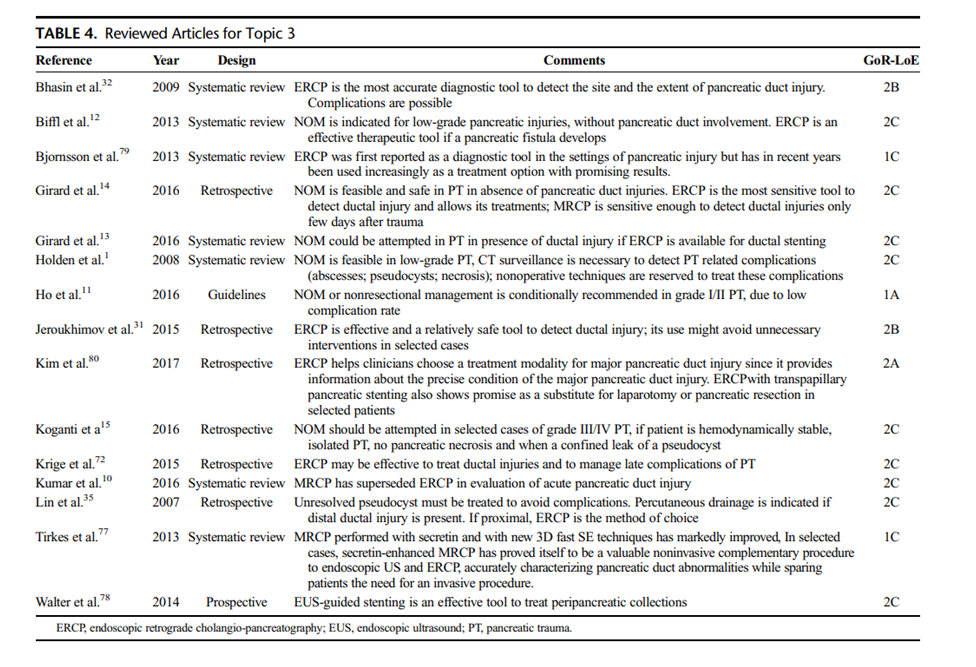 TABLE 4. Reviewed Articles for Topic 3
Reference Year Design Comments GoR-LoE
Bhasin et al.32 2009 Systematic review ERCP is the most accurate diagnostic tool to detect the site and the extent of pancreatic duct injury. 2B
Complications are possible
Biffl et al.12 2013 Systematic review NOM is indicated for low-grade pancreatic injuries, without pancreatic duct involvement. ERCP is an 2C
effective therapeutic tool if a pancreatic fistula develops
Bjornsson et al.79 2013 Systematic review ERCP was first reported as a diagnostic tool in the settings of pancreatic injury but has in recent years 1C
been used increasingly as a treatment option with promising results.
Girard et al.14 2016 Retrospective NOM is feasible and safe in PT in absence of pancreatic duct injuries. ERCP is the most sensitive tool to 2C
detect ductal injury and allows its treatments; MRCP is sensitive enough to detect ductal injuries only
few days after trauma
Girard et al.13 2016 Systematic review NOM could be attempted in PT in presence of ductal injury if ERCP is available for ductal stenting 2C
Holden et al.1 2008 Systematic review NOM is feasible in low-grade PT, CT surveillance is necessary to detect PT related complications 2C
(abscesses; pseudocysts; necrosis); nonoperative techniques are reserved to treat these complications
Ho et al.11 2016 Guidelines NOM or nonresectional management is conditionally recommended in grade I/II PT, due to low 1A
complication rate
Jeroukhimov et al.31 2015 Retrospective ERCP is effective and a relatively safe tool to detect ductal injury; its use might avoid unnecessary 2B
interventions in selected cases
Kim et al.80 2017 Retrospective ERCP helps clinicians choose a treatment modality for major pancreatic duct injury since it provides 2A
information about the precise condition of the major pancreatic duct injury. ERCPwith transpapillary
pancreatic stenting also shows promise as a substitute for laparotomy or pancreatic resection in
selected patients
Koganti et a15 2016 Retrospective NOM should be attempted in selected cases of grade III/IV PT, if patient is hemodynamically stable, 2C
isolated PT, no pancreatic necrosis and when a confined leak of a pseudocyst
Krige et al.72 2015 Retrospective ERCP may be effective to treat ductal injuries and to manage late complications of PT 2C
Kumar et al.10 2016 Systematic review MRCP has superseded ERCP in evaluation of acute pancreatic duct injury 2C
Lin et al.35 2007 Retrospective Unresolved pseudocyst must be treated to avoid complications. Percutaneous drainage is indicated if 2C
distal ductal injury is present. If proximal, ERCP is the method of choice
Tirkes et al.77 2013 Systematic review MRCP performed with secretin and with new 3D fast SE techniques has markedly improved, In selected 1C
cases, secretin-enhanced MRCP has proved itself to be a valuable noninvasive complementary procedure
to endoscopic US and ERCP, accurately characterizing pancreatic duct abnormalities while sparing
patients the need for an invasive procedure.
Walter et al.78 2014 Prospective EUS-guided stenting is an effective tool to treat peripancreatic collections 2C
ERCP, endoscopic retrograde cholangio-pancreatography; EUS, endoscopic ultrasound; PT, pancreatic trauma.